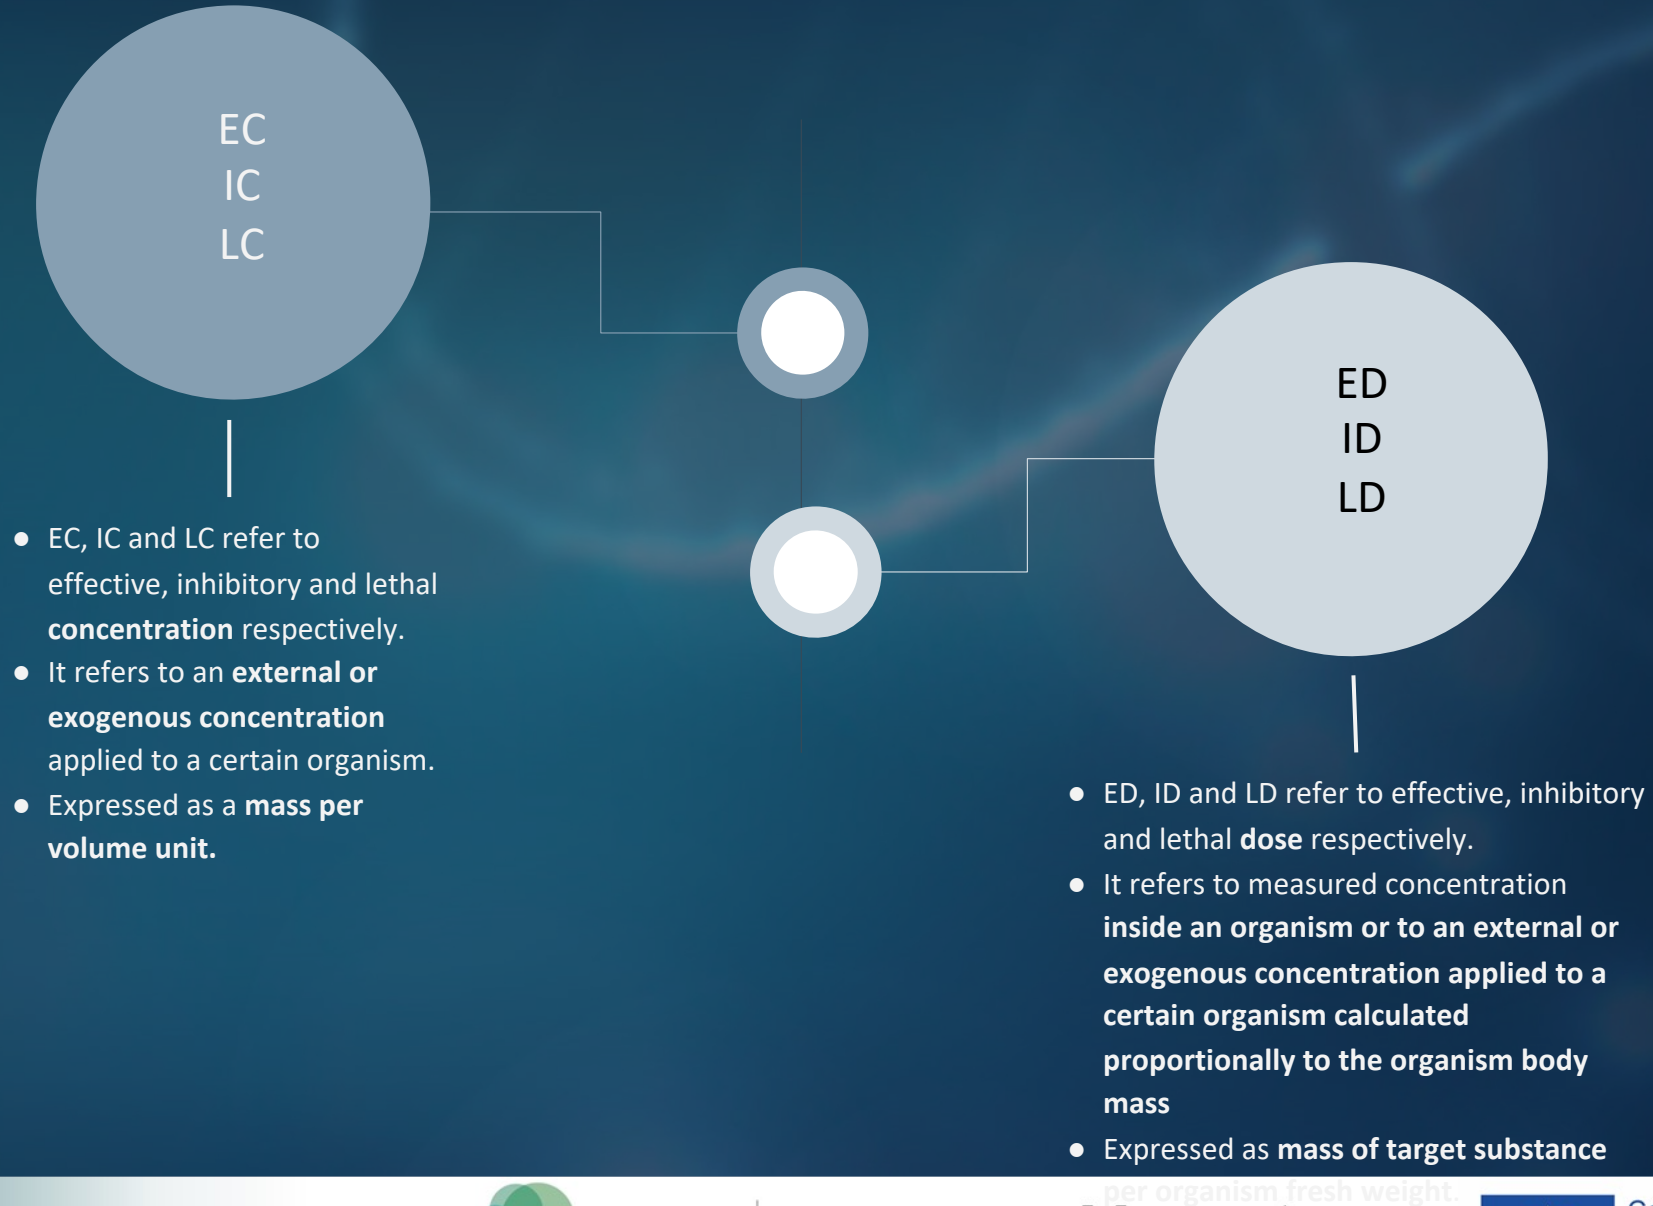 EC
IC
LC
● EC, IC and LC refer to
effective, inhibitory and lethal
concentration respectively.
● It refers to an external or
exogenous concentration
applied to a certain organism.
● Expressed as a mass per
volume unit.
ED
ID
LD
● ED, ID and LD refer to effective, inhibitory
and lethal dose respectively.
● It refers to measured concentration
inside an organism or to an external or
exogenous concentration applied to a
certain organism calculated
proportionally to the organism body
mass
● Expressed as mass of target substance
per organism fresh weight.